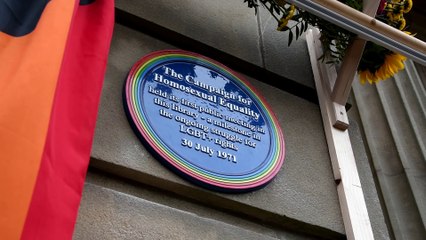 The Campaign for
Homosexual Equality
held its first public meeting in
this library - a milestone in
the ongoing struggle for
LGBT+ rights
30 July 1971